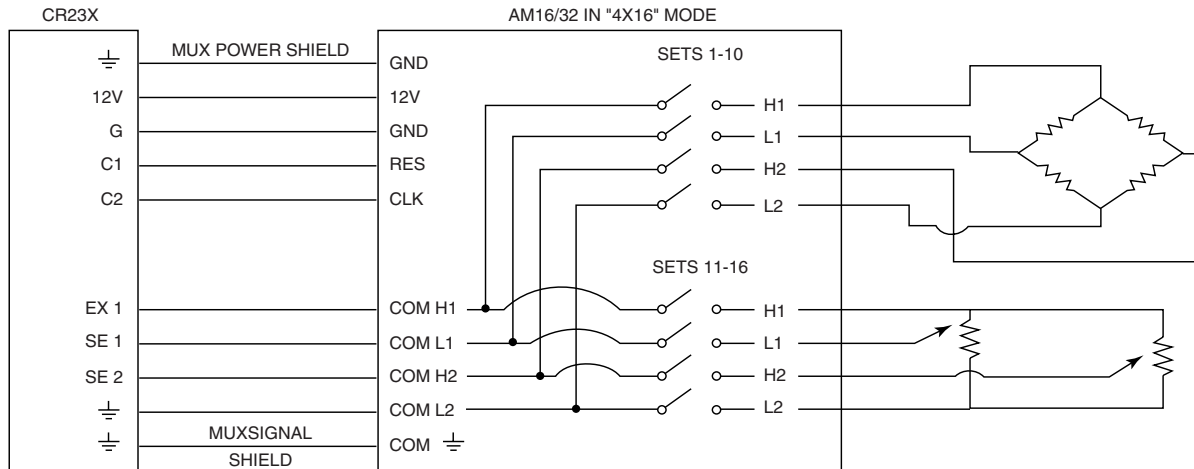 CR23X
AM16/32 IN "4X16" MODE
MUX POWER SHIELD
GND
SETS 1-10
12V
12V
H1
G
GND
L1
C1
RES
H2
C2
CLK
L2
SETS 11-16
EX 1
COM H1
H1
SE 1
COM L1
L1
SE 2
COM H2
H2
COM L2
L2
MUXSIGNAL
SHIELD
COM